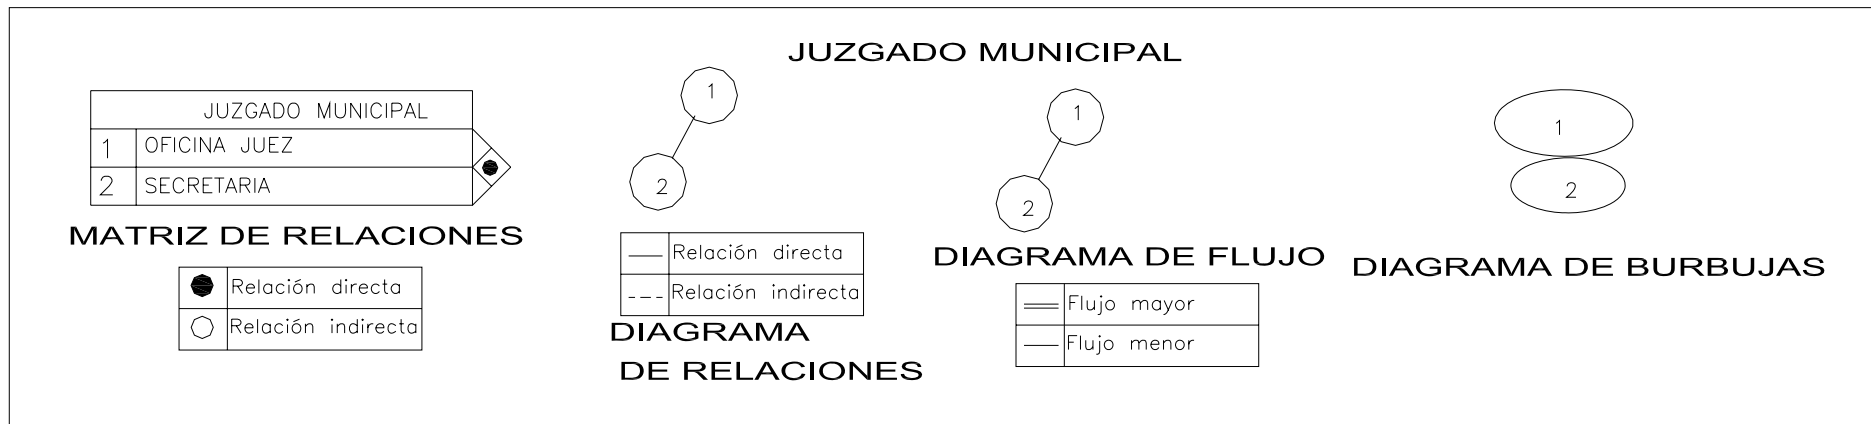 JUZGADO MUNICIPAL
JUZGADO MUNICIPAL
1 OFICINA JUEZ
2 SECRETARIA
MATRIZ DE RELACIONES
Relación directa
Relación indirecta
1
2
Relación directa
Relación indirecta
DIAGRAMA
DE RELACIONES
1
2
DIAGRAMA DE FLUJO
Flujo mayor
Flujo menor
1
2
DIAGRAMA DE BURBUJAS